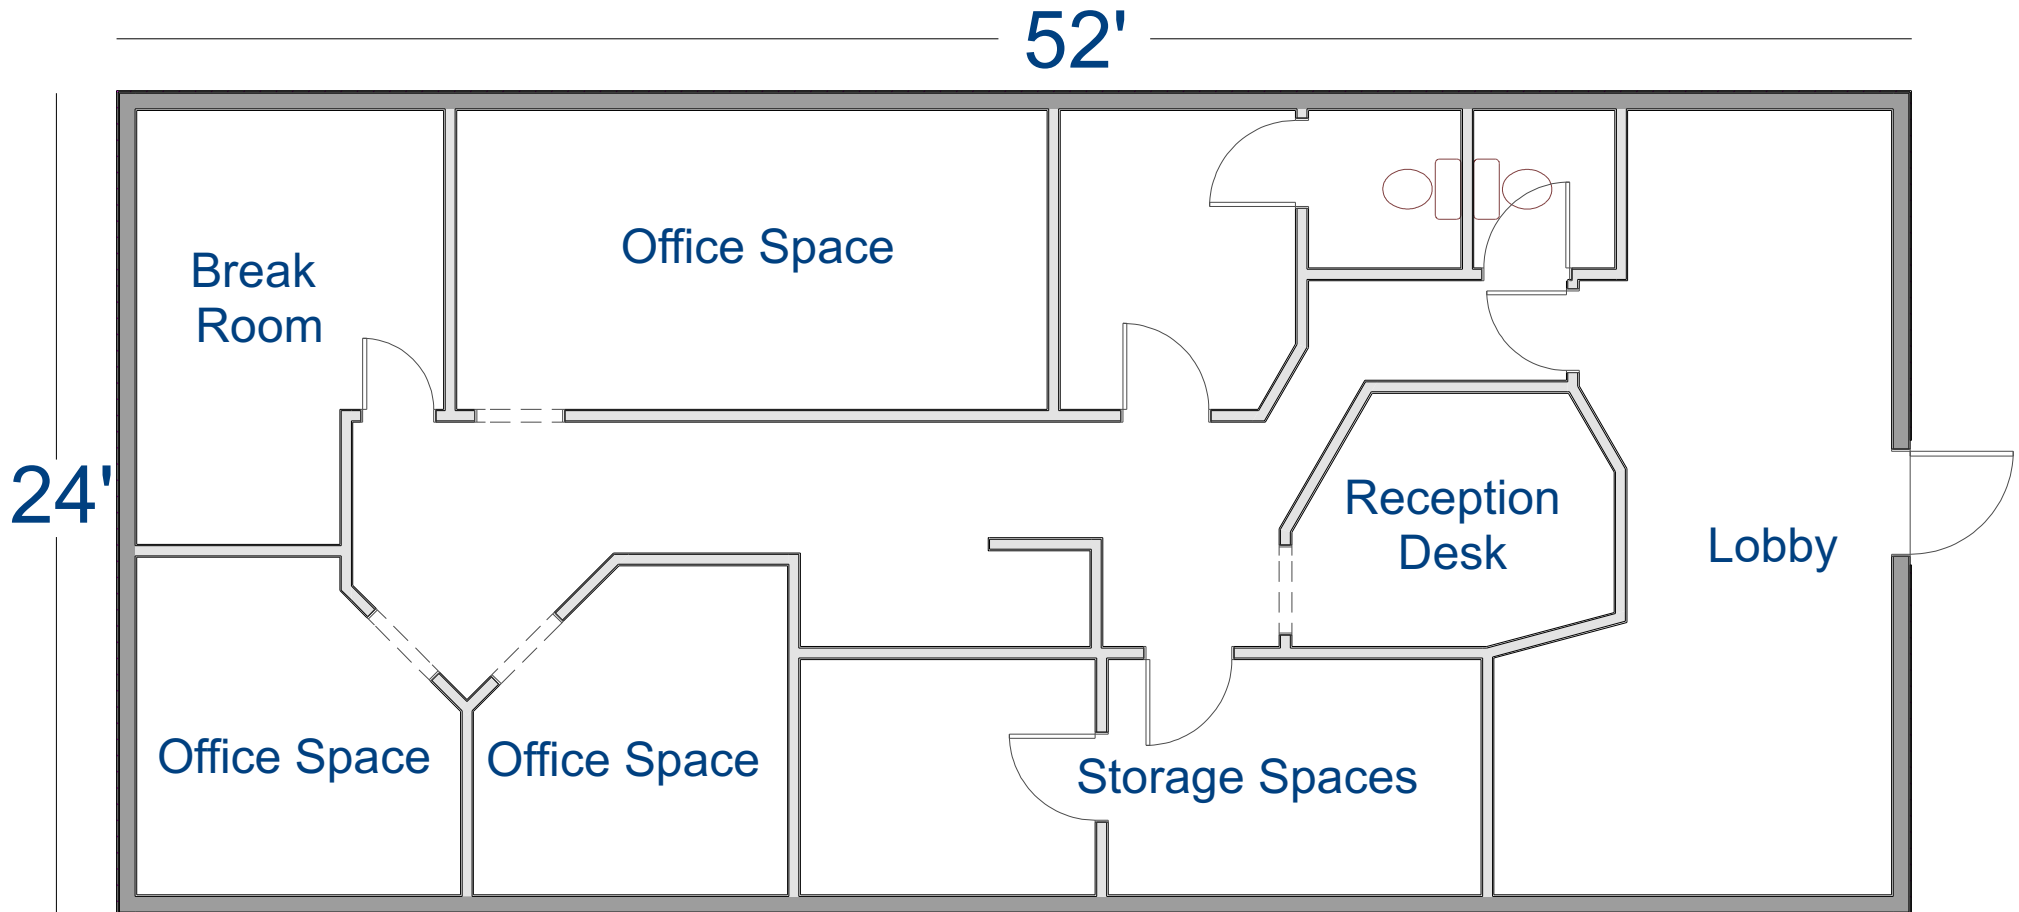 52'
Office Space
Break
Room
24'
Reception
Desk
Lobby
Office Space
Office Space
Storage Spaces